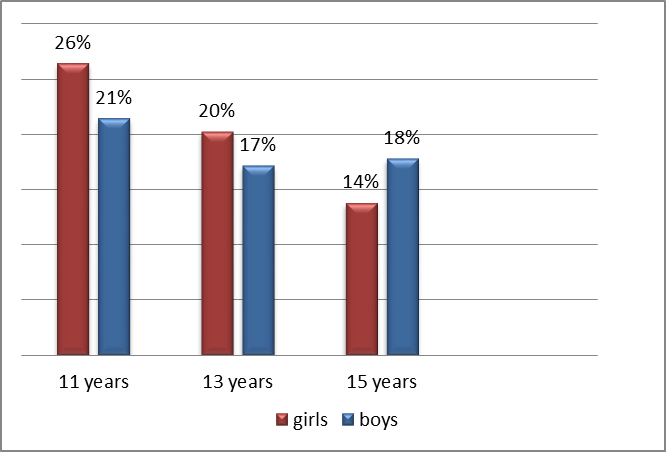 26%
21%
20%
17%
14%
18%
11 years
13 years
15 years
girls
boys